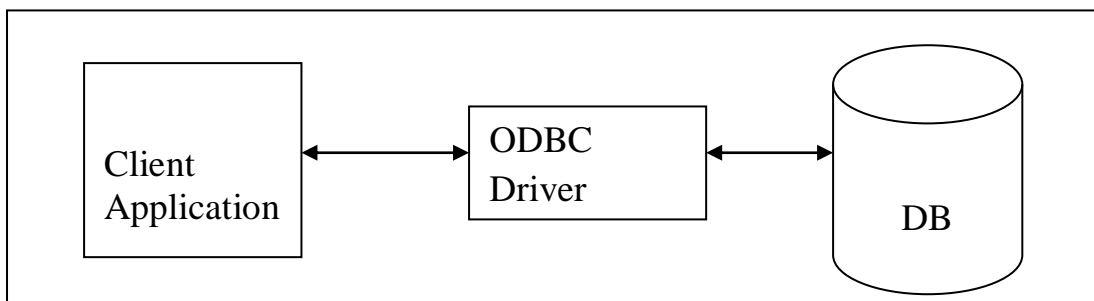 Client
Application
ODBC
Driver
DB